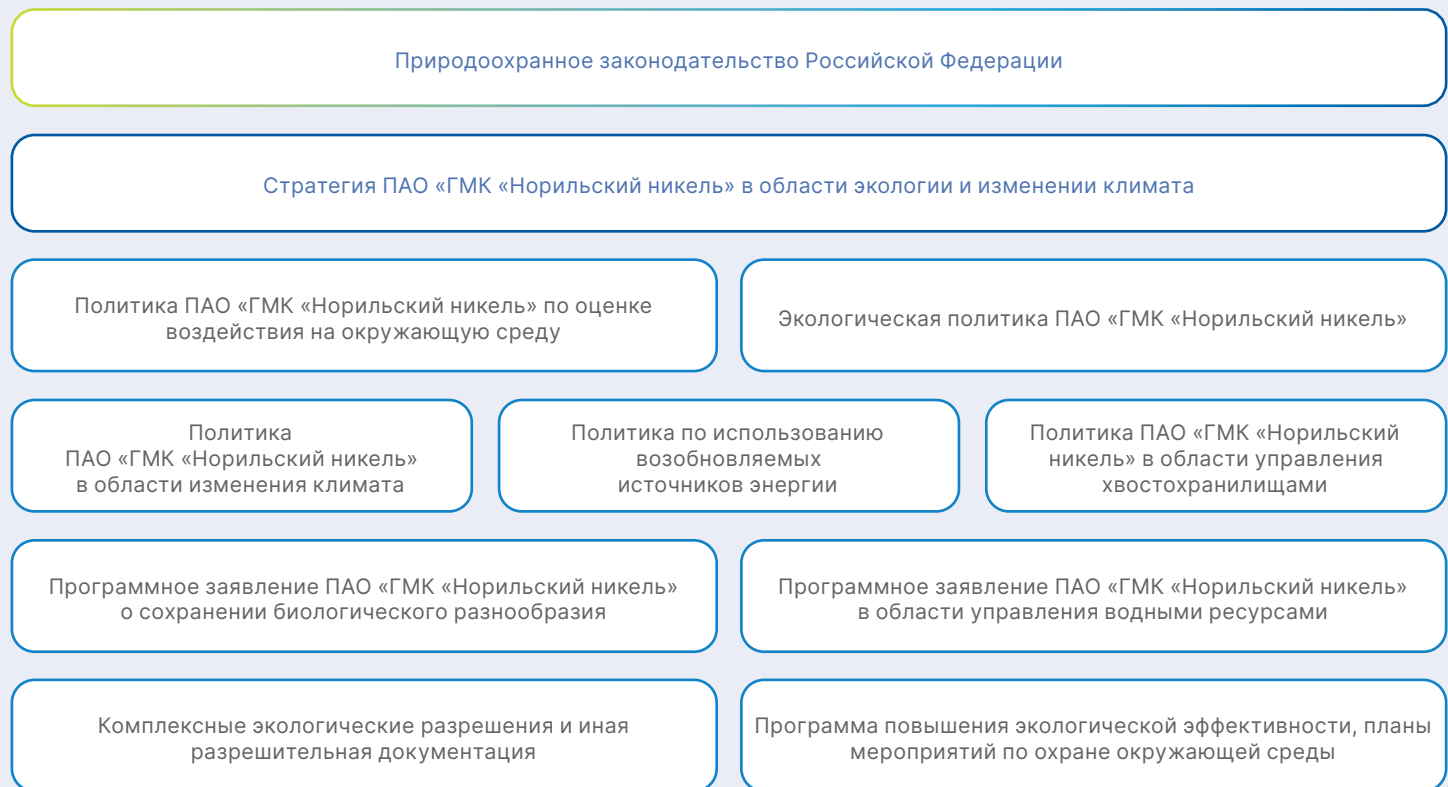 Природоохранное законодательство Российской Федерации
Стратегия ПАО «ГМК «Норильский никель» в области экологии и изменении климата
Политика ПАО «ГМК «Норильский никель» по оценке
воздействия на окружающую среду
Экологическая политика ПАО «ГМК «Норильский никель»
Политика
ПАО «ГМК «Норильский никель»
в области изменения климата
Политика по использованию
возобновляемых
источников энергии
Политика ПАО «ГМК «Норильский
никель» в области управления
хвостохранилищами
Программное заявление ПАО «ГМК «Норильский никель»
о сохранении биологического разнообразия
Программное заявление ПАО «ГМК «Норильский никель»
в области управления водными ресурсами
Комплексные экологические разрешения и иная
разрешительная документация
Программа повышения экологической эффективности, планы
мероприятий по охране окружающей среды